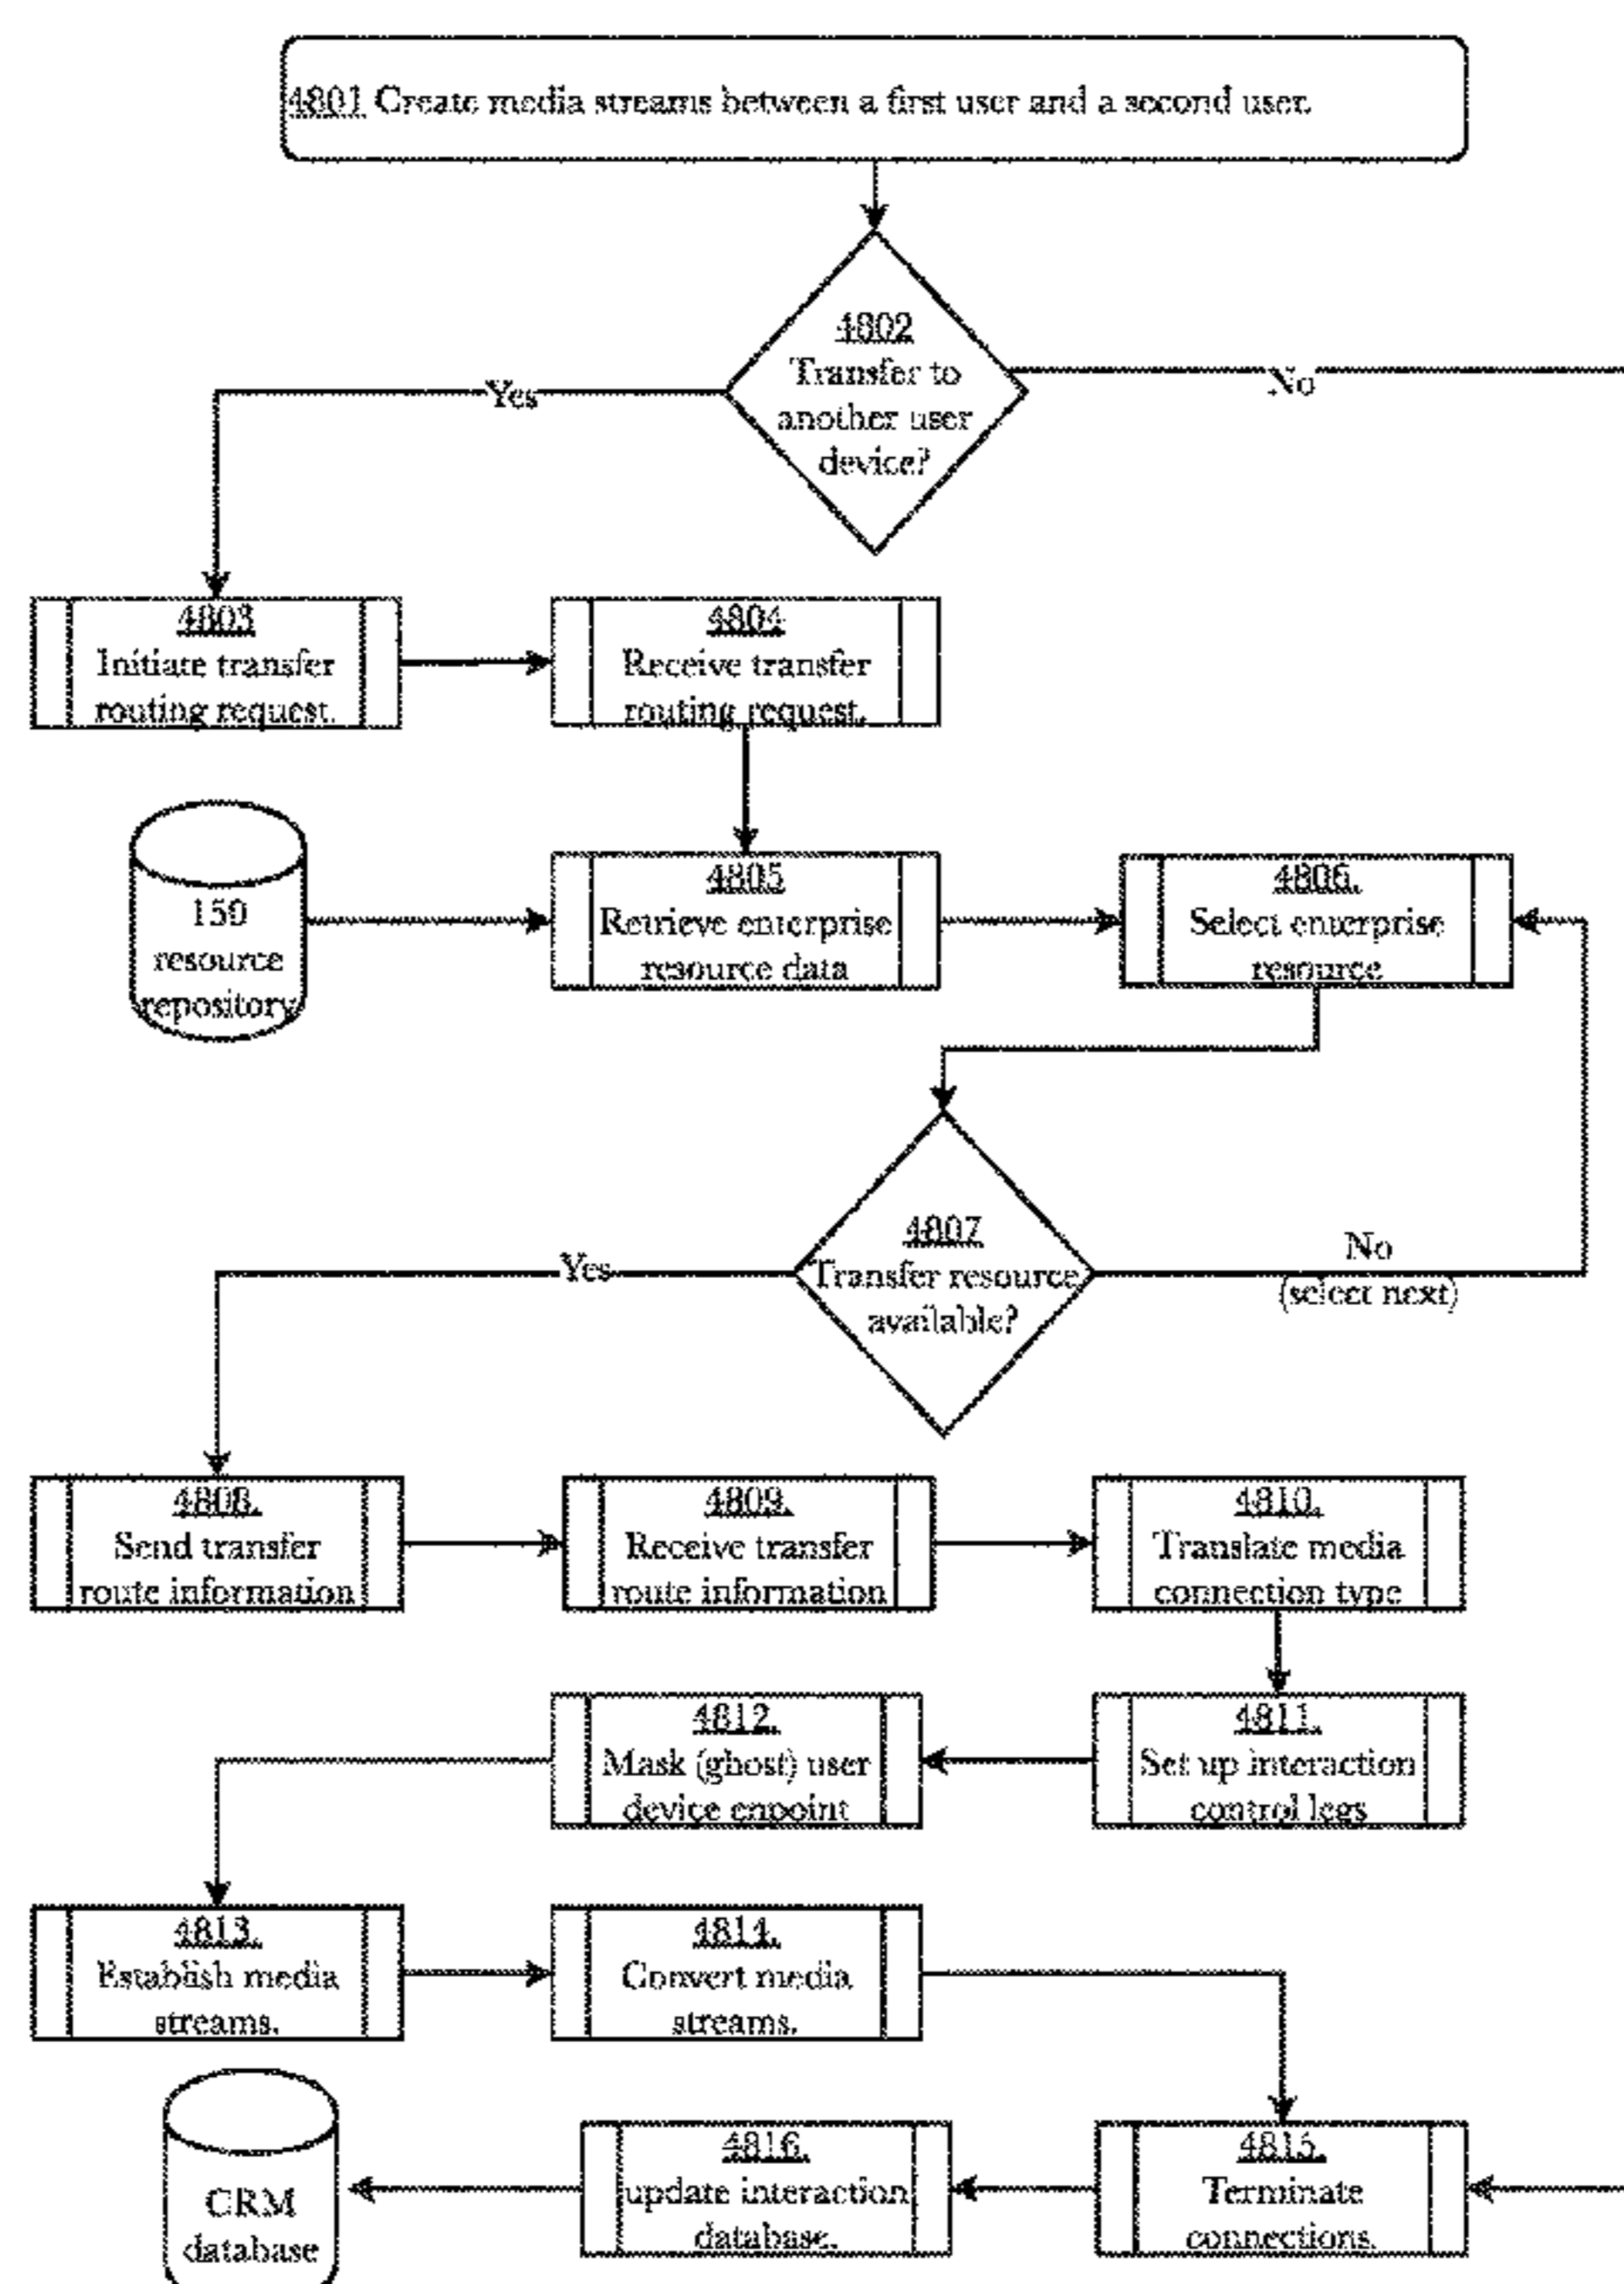 4801 Create media streams between a first user and a second user.
4802
Transfer to
another user
device?
Yes
No
4803
Initiate transfer
routing request.
4804
Receive transfer
routing request.
150
resource
repository
4805
Retrieve enterprise
resource data
4806.
Select enterprise
resource
4807
Transfer resource
available?
Yes
No
(select next)
4808.
Send transfer
route information
4809.
Receive transfer
route information
4810.
Translate media
connection type
4812.
Mask (ghost) user
device enpoint
4811.
Set up interaction
control legs
4813.
Establish media
streams.
4814.
Convert media
streams.
CRM
database
4816.
update interaction
database.
4815.
Terminate
connections.